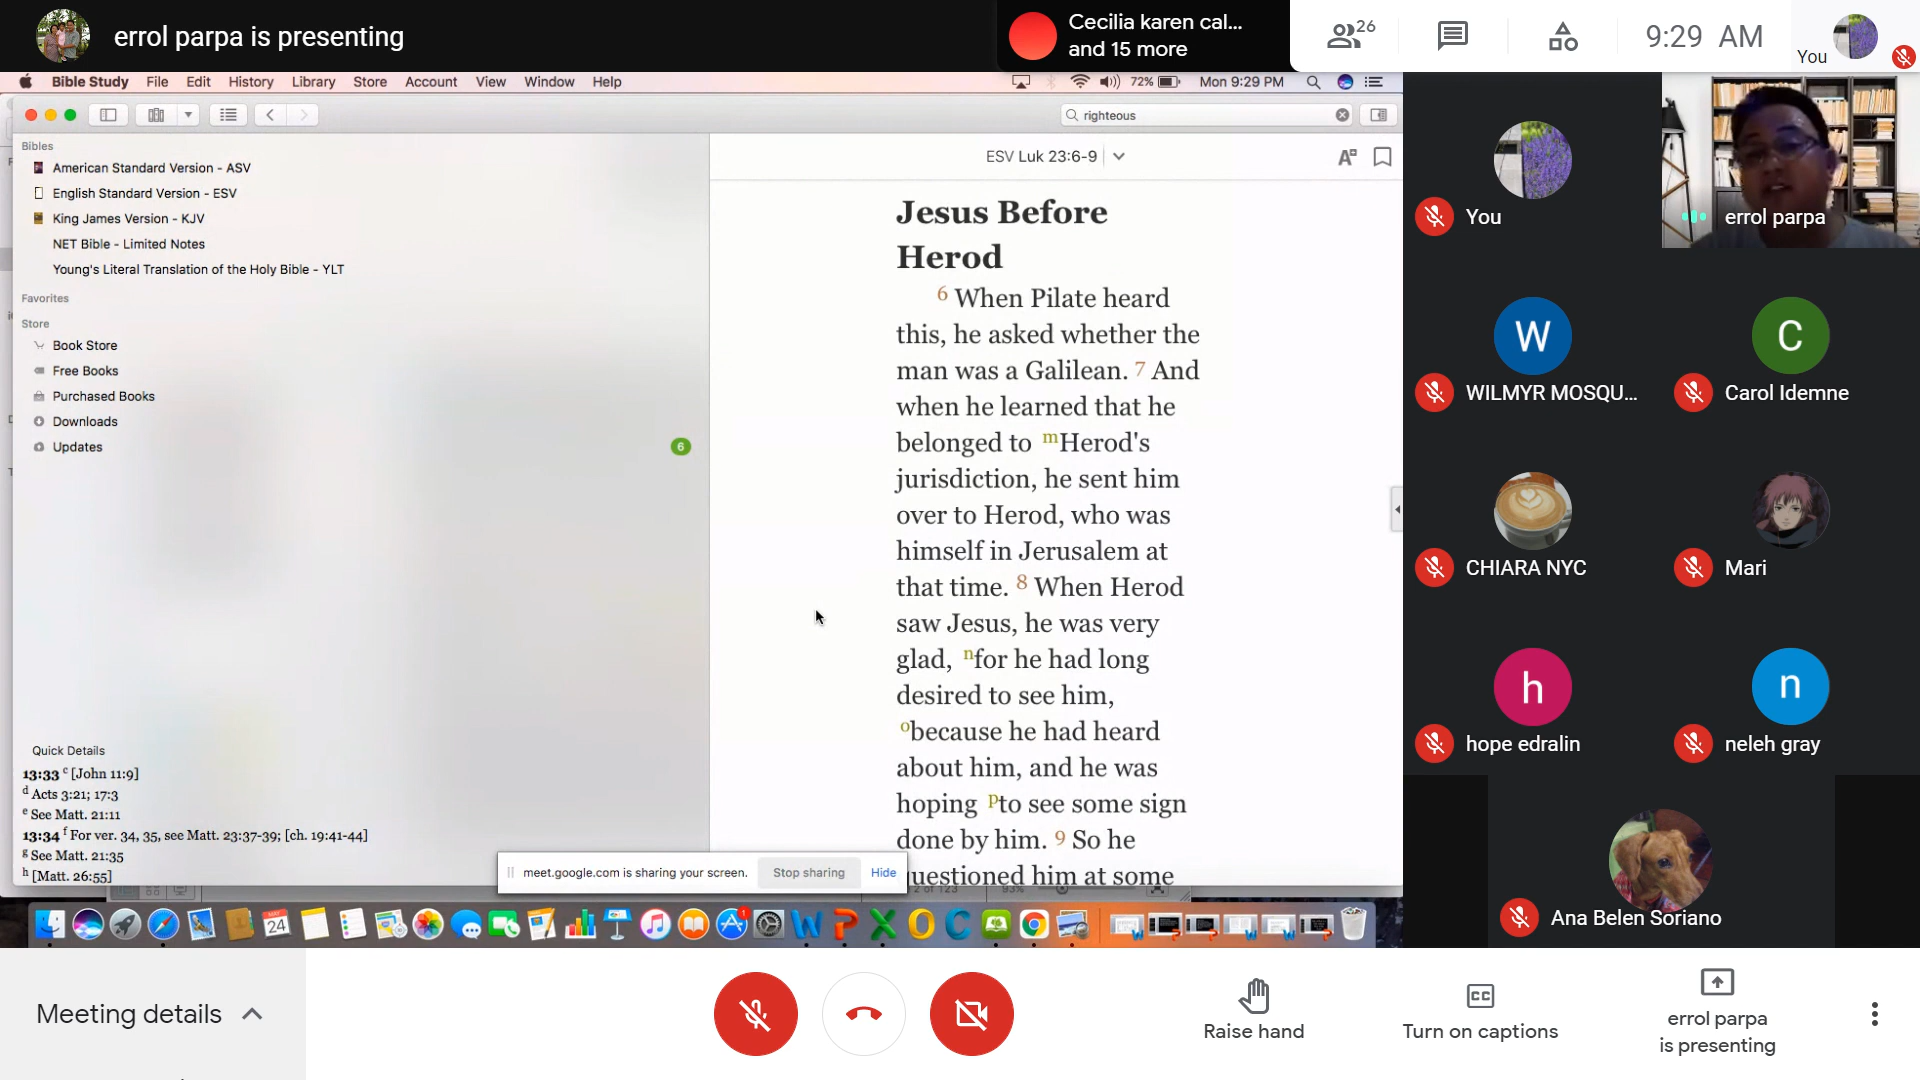 errol parpa is presenting
Cecilia karen cal...
and 15 more
26
9:29 AM
You
Bible Study File Edit History Library Store Account View Window Help
72% Mon 9:29 PM
righteous
Bibles
American Standard Version - ASV
English Standard Version - ESV
King James Version - KJV
NET Bible - Limited Notes
Young's Literal Translation of the Holy Bible - YLT
Favorites
Store
Book Store
Free Books
Purchased Books
Downloads
Updates
6
Quick Details
13:33 c [John 11:9]
d Acts 3:21; 17:3
e See Matt. 21:11
13:34 f For ver. 34, 35, see Matt. 23:37-39; [ch. 19:41-44]
g See Matt. 21:35
h [Matt. 26:55]
ESV Luk 23:6-9
A
Jesus Before
Herod
6 When Pilate heard
this, he asked whether the
man was a Galilean. 7 And
when he learned that he
belonged to mHerod's
jurisdiction, he sent him
over to Herod, who was
himself in Jerusalem at
that time. 8 When Herod
saw Jesus, he was very
glad, nfor he had long
desired to see him,
obecause he had heard
about him, and he was
hoping pto see some sign
done by him. 9 So he
questioned him at some
meet.google.com is sharing your screen. Stop sharing Hide
of 123
93%
24
1
W P X O C
You
errol parpa
W
WILMYR MOSQU...
C
Carol Idemne
CHIARA NYC
Mari
h
hope edralin
n
neleh gray
Ana Belen Soriano
Meeting details
Raise hand
CC
Turn on captions
errol parpa
is presenting